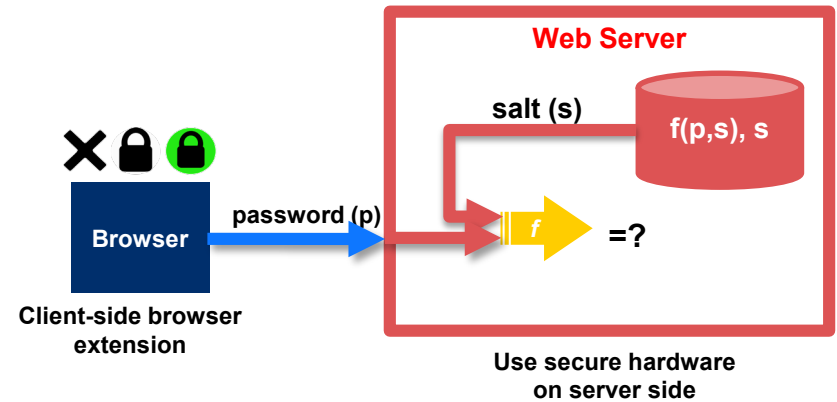 Web Server
salt (s)
f(p,s), s
password (p)
Browser
f
=?
Client-side browser
extension
Use secure hardware
on server side